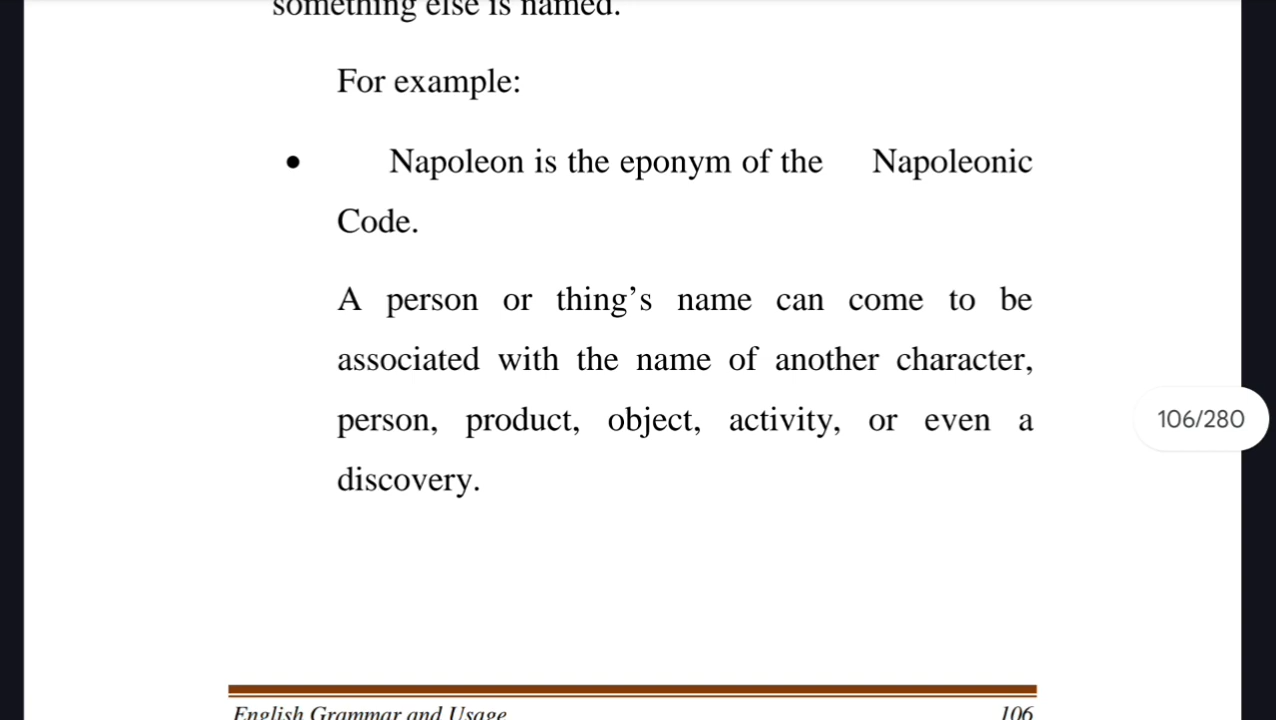 something else is named.
For example:
• Napoleon is the eponym of the Napoleonic
Code.
A person or thing’s name can come to be
associated with the name of another character,
person, product, object, activity, or even a
discovery.
106/280
English Grammar and Usage 106